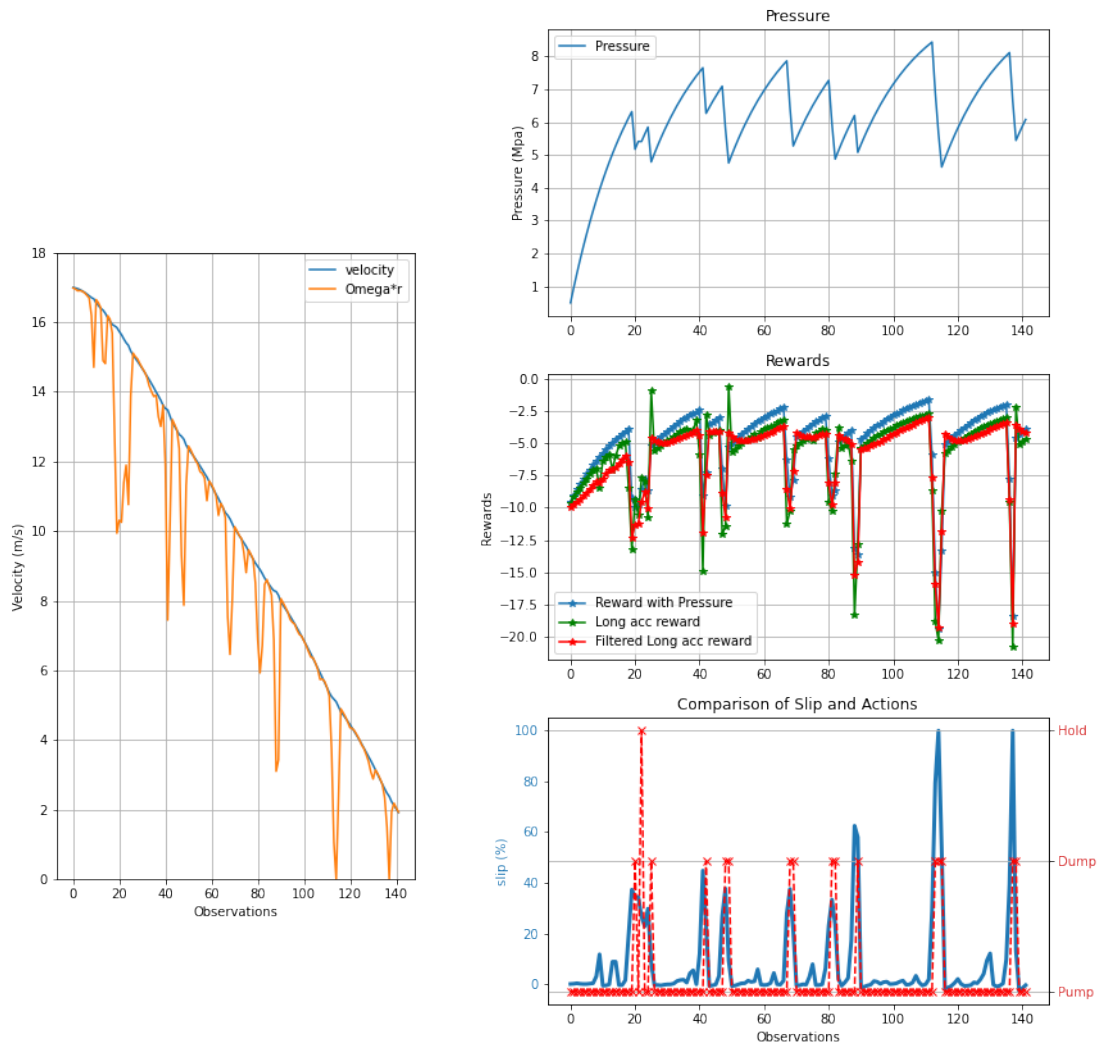 18
16
14
12
10
8
6
4
2
0
Velocity (m/s)
velocity
Omega*r
0 20 40 60 80 100 120 140
Observations
Pressure
Pressure
8
7
6
5
4
3
2
1
Pressure (Mpa)
0 20 40 60 80 100 120 140
Rewards
0.0
−2.5
−5.0
−7.5
−10.0
−12.5
−15.0
−17.5
−20.0
Rewards
Reward with Pressure
Long acc reward
Filtered Long acc reward
0 20 40 60 80 100 120 140
Comparison of Slip and Actions
100
80
60
40
20
0
slip (%)
Hold
Dump
Pump
0 20 40 60 80 100 120 140
Observations